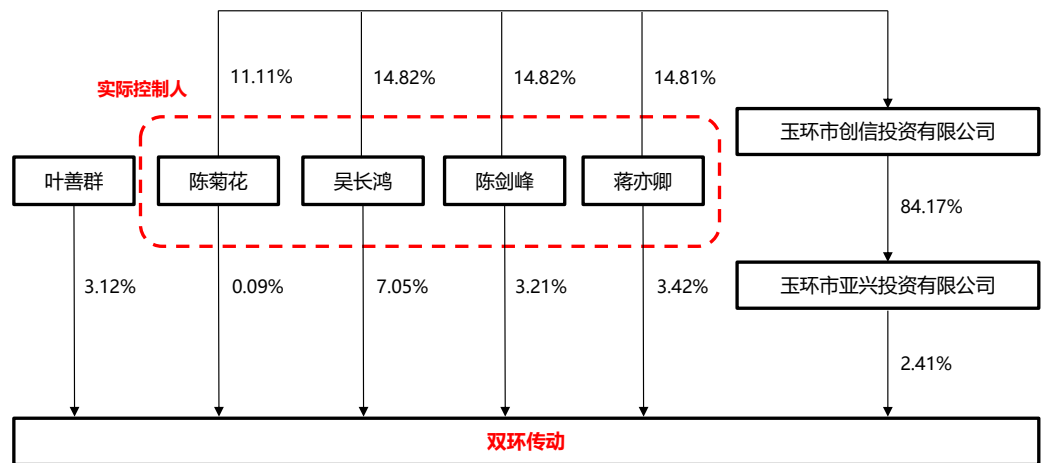 11.11%
14.82%
14.82%
14.81%
实际控制人
玉环市创信投资有限公司
叶善群
陈菊花
吴长鸿
陈剑峰
蒋亦卿
84.17%
3.12%
0.09%
7.05%
3.21%
3.42%
玉环市亚兴投资有限公司
2.41%
双环传动